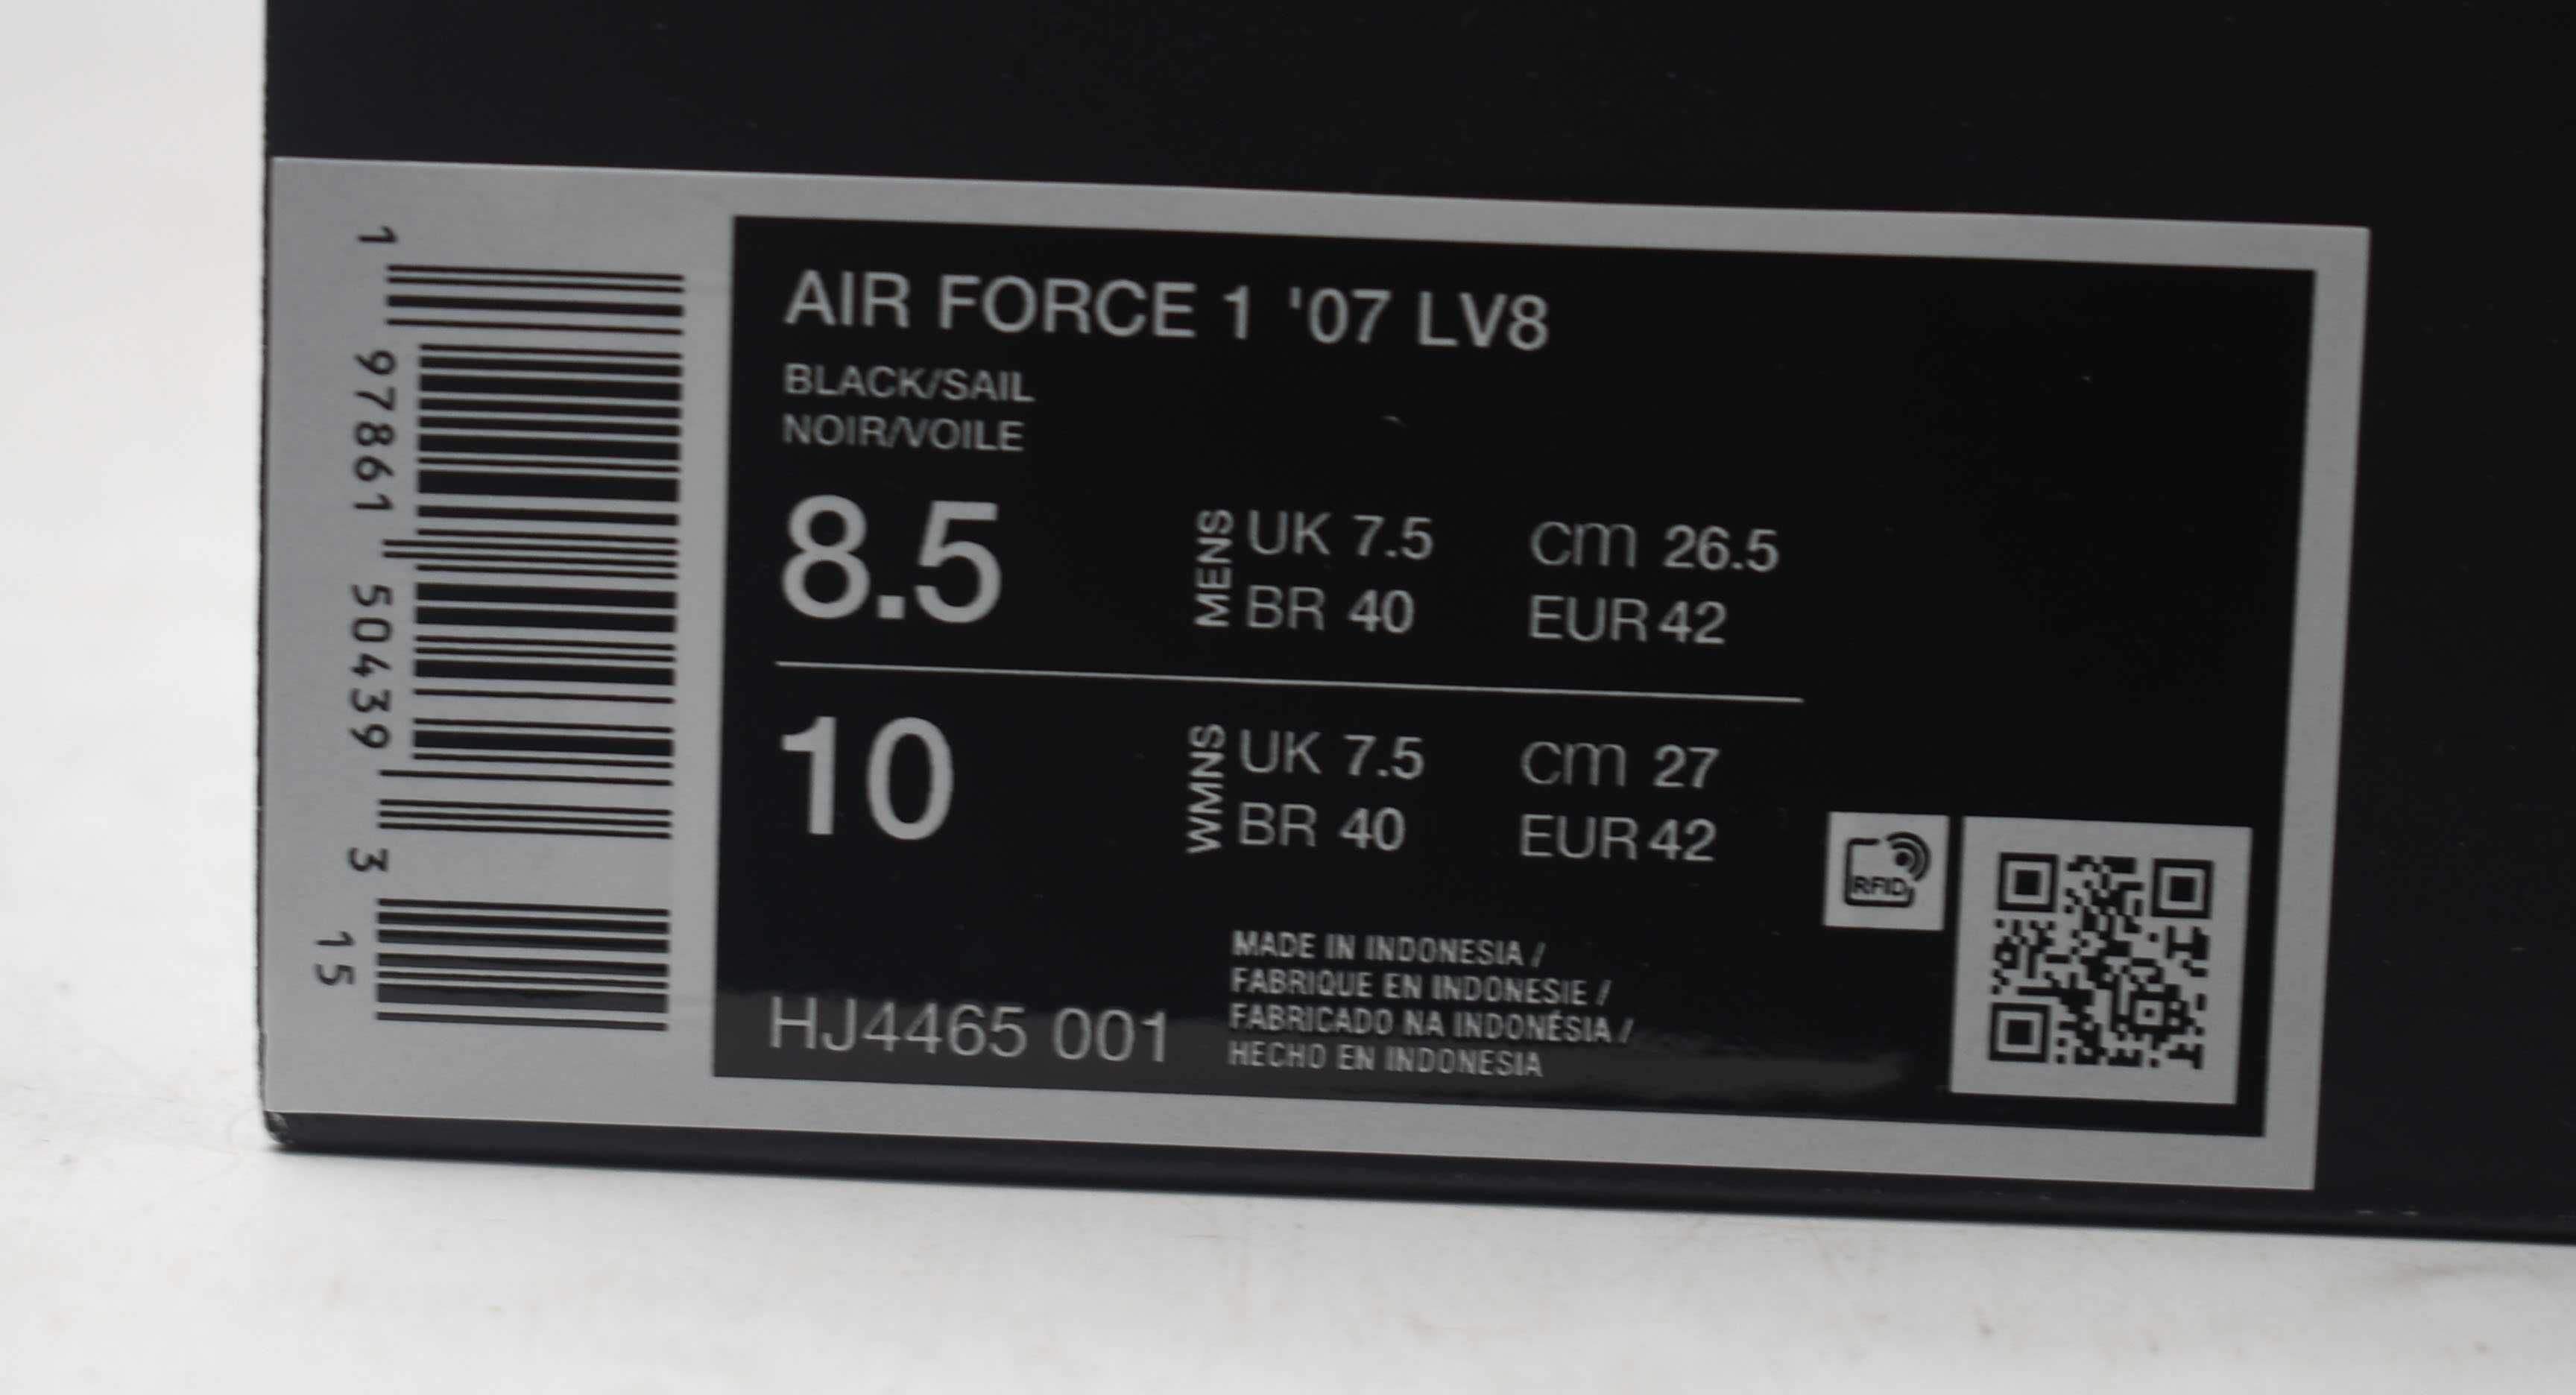 1 97861 50439 3 15
AIR FORCE 1 '07 LV8
BLACK/SAIL
NOIR/VOILE
8.5 MENS UK 7.5 cm 26.5
BR 40 EUR 42
10 WMNS UK 7.5 cm 27
BR 40 EUR 42
RFID
MADE IN INDONESIA /
FABRIQUE EN INDONESIE /
FABRICADO NA INDONÉSIA /
HECHO EN INDONESIA
HJ4465 001